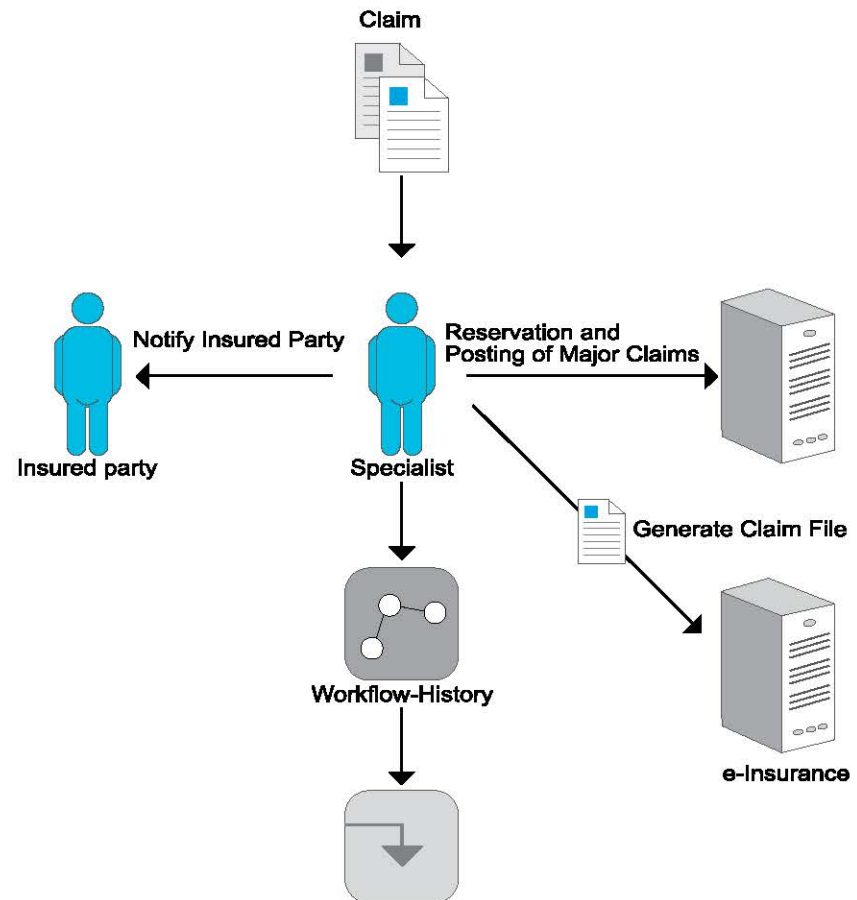 Claim
Notify Insured Party
Reservation and
Posting of Major Claims
Insured party
Specialist
Generate Claim File
Workflow-History
e-Insurance